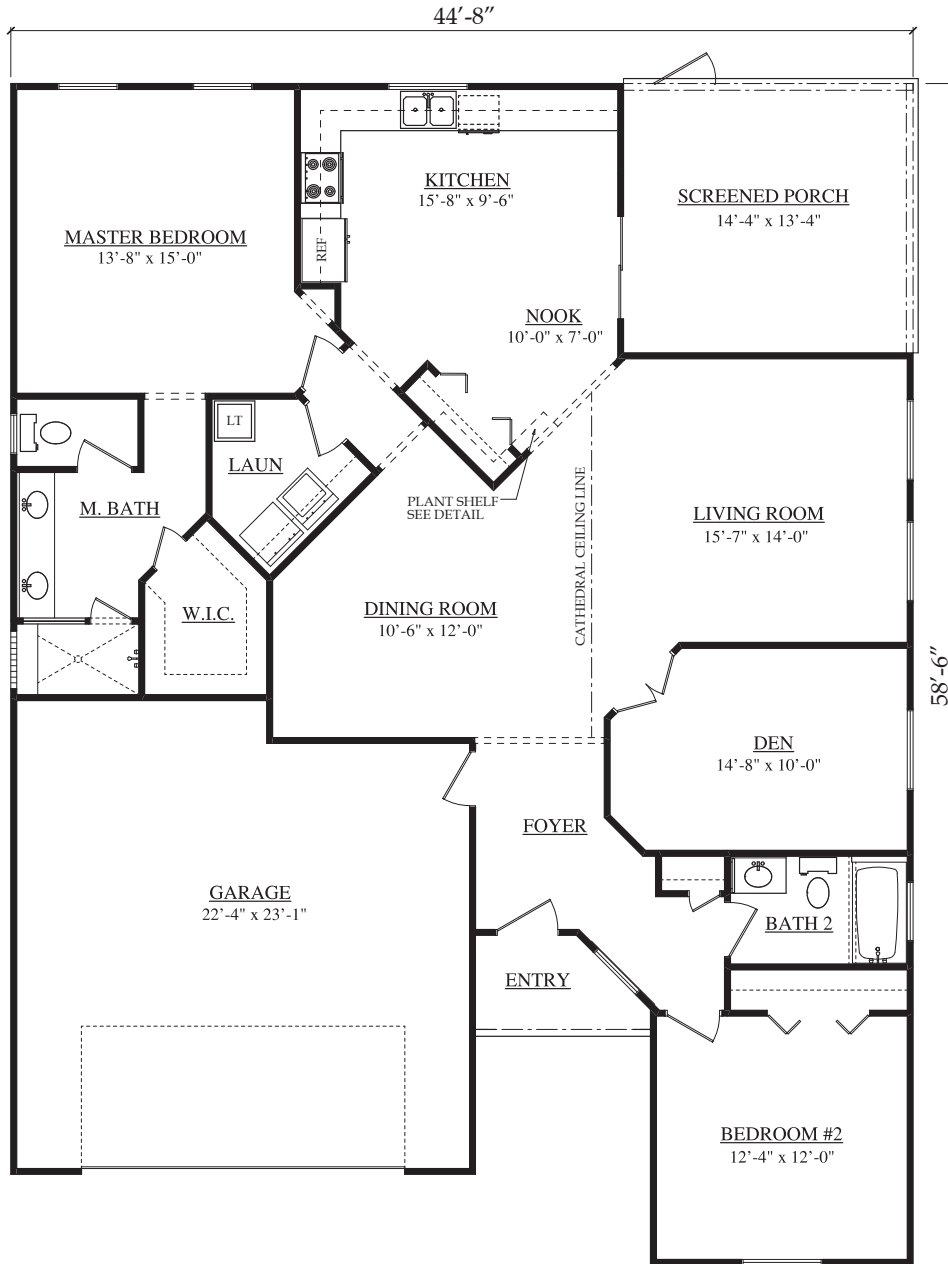 44'-8"
KITCHEN
15'-8" x 9'-6"
SCREENED PORCH
14'-4" x 13'-4"
MASTER BEDROOM
13'-8" x 15'-0"
REF
NOOK
10'-0" x 7'-0"
LT
LAUN
M. BATH
PLANT SHELF
SEE DETAIL
CATHEDRAL CEILING LINE
LIVING ROOM
15'-7" x 14'-0"
W.I.C.
DINING ROOM
10'-6" x 12'-0"
58'-6"
DEN
14'-8" x 10'-0"
FOYER
GARAGE
22'-4" x 23'-1"
BATH 2
ENTRY
BEDROOM #2
12'-4" x 12'-0"